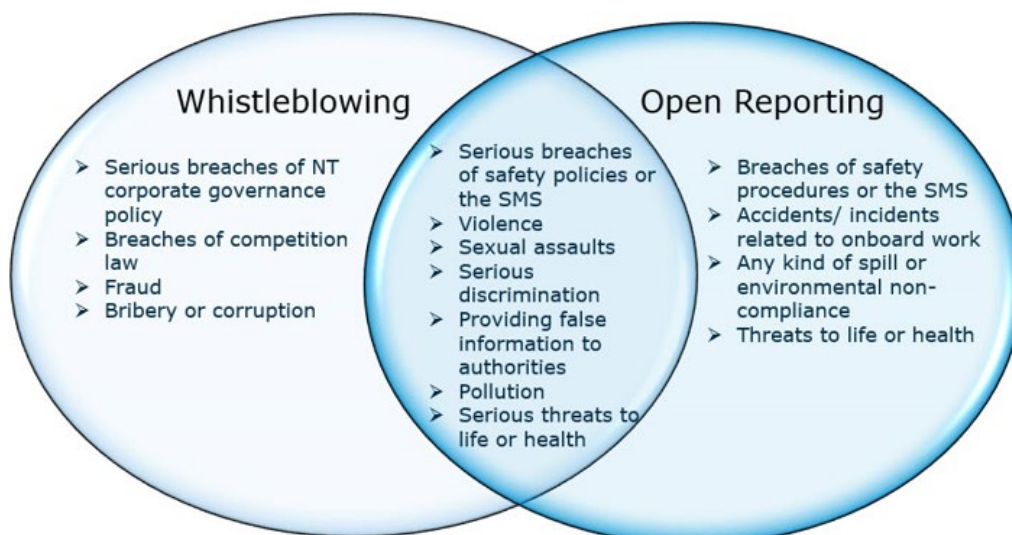 Whistleblowing
➢ Serious breaches of NT
corporate governance
policy
➢ Breaches of competition
law
➢ Fraud
➢ Bribery or corruption
➢ Serious breaches
of safety policies or
the SMS
➢ Violence
➢ Sexual assaults
➢ Serious
discrimination
➢ Providing false
information to
authorities
➢ Pollution
➢ Serious threats to
life or health
Open Reporting
➢ Breaches of safety
procedures or the SMS
➢ Accidents/ incidents
related to onboard work
➢ Any kind of spill or
environmental non-
compliance
➢ Threats to life or health